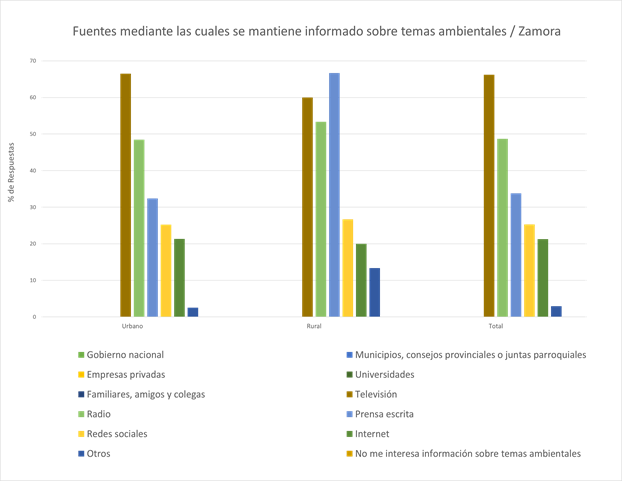 Fuentes mediante las cuales se mantiene informado sobre temas ambientales / Zamora
% de Respuestas
70
60
50
40
30
20
10
0
Urbano Rural Total
Gobierno nacional Municipios, consejos provinciales o juntas parroquiales
Empresas privadas Universidades
Familiares, amigos y colegas Televisión
Radio Prensa escrita
Redes sociales Internet
Otros No me interesa información sobre temas ambientales